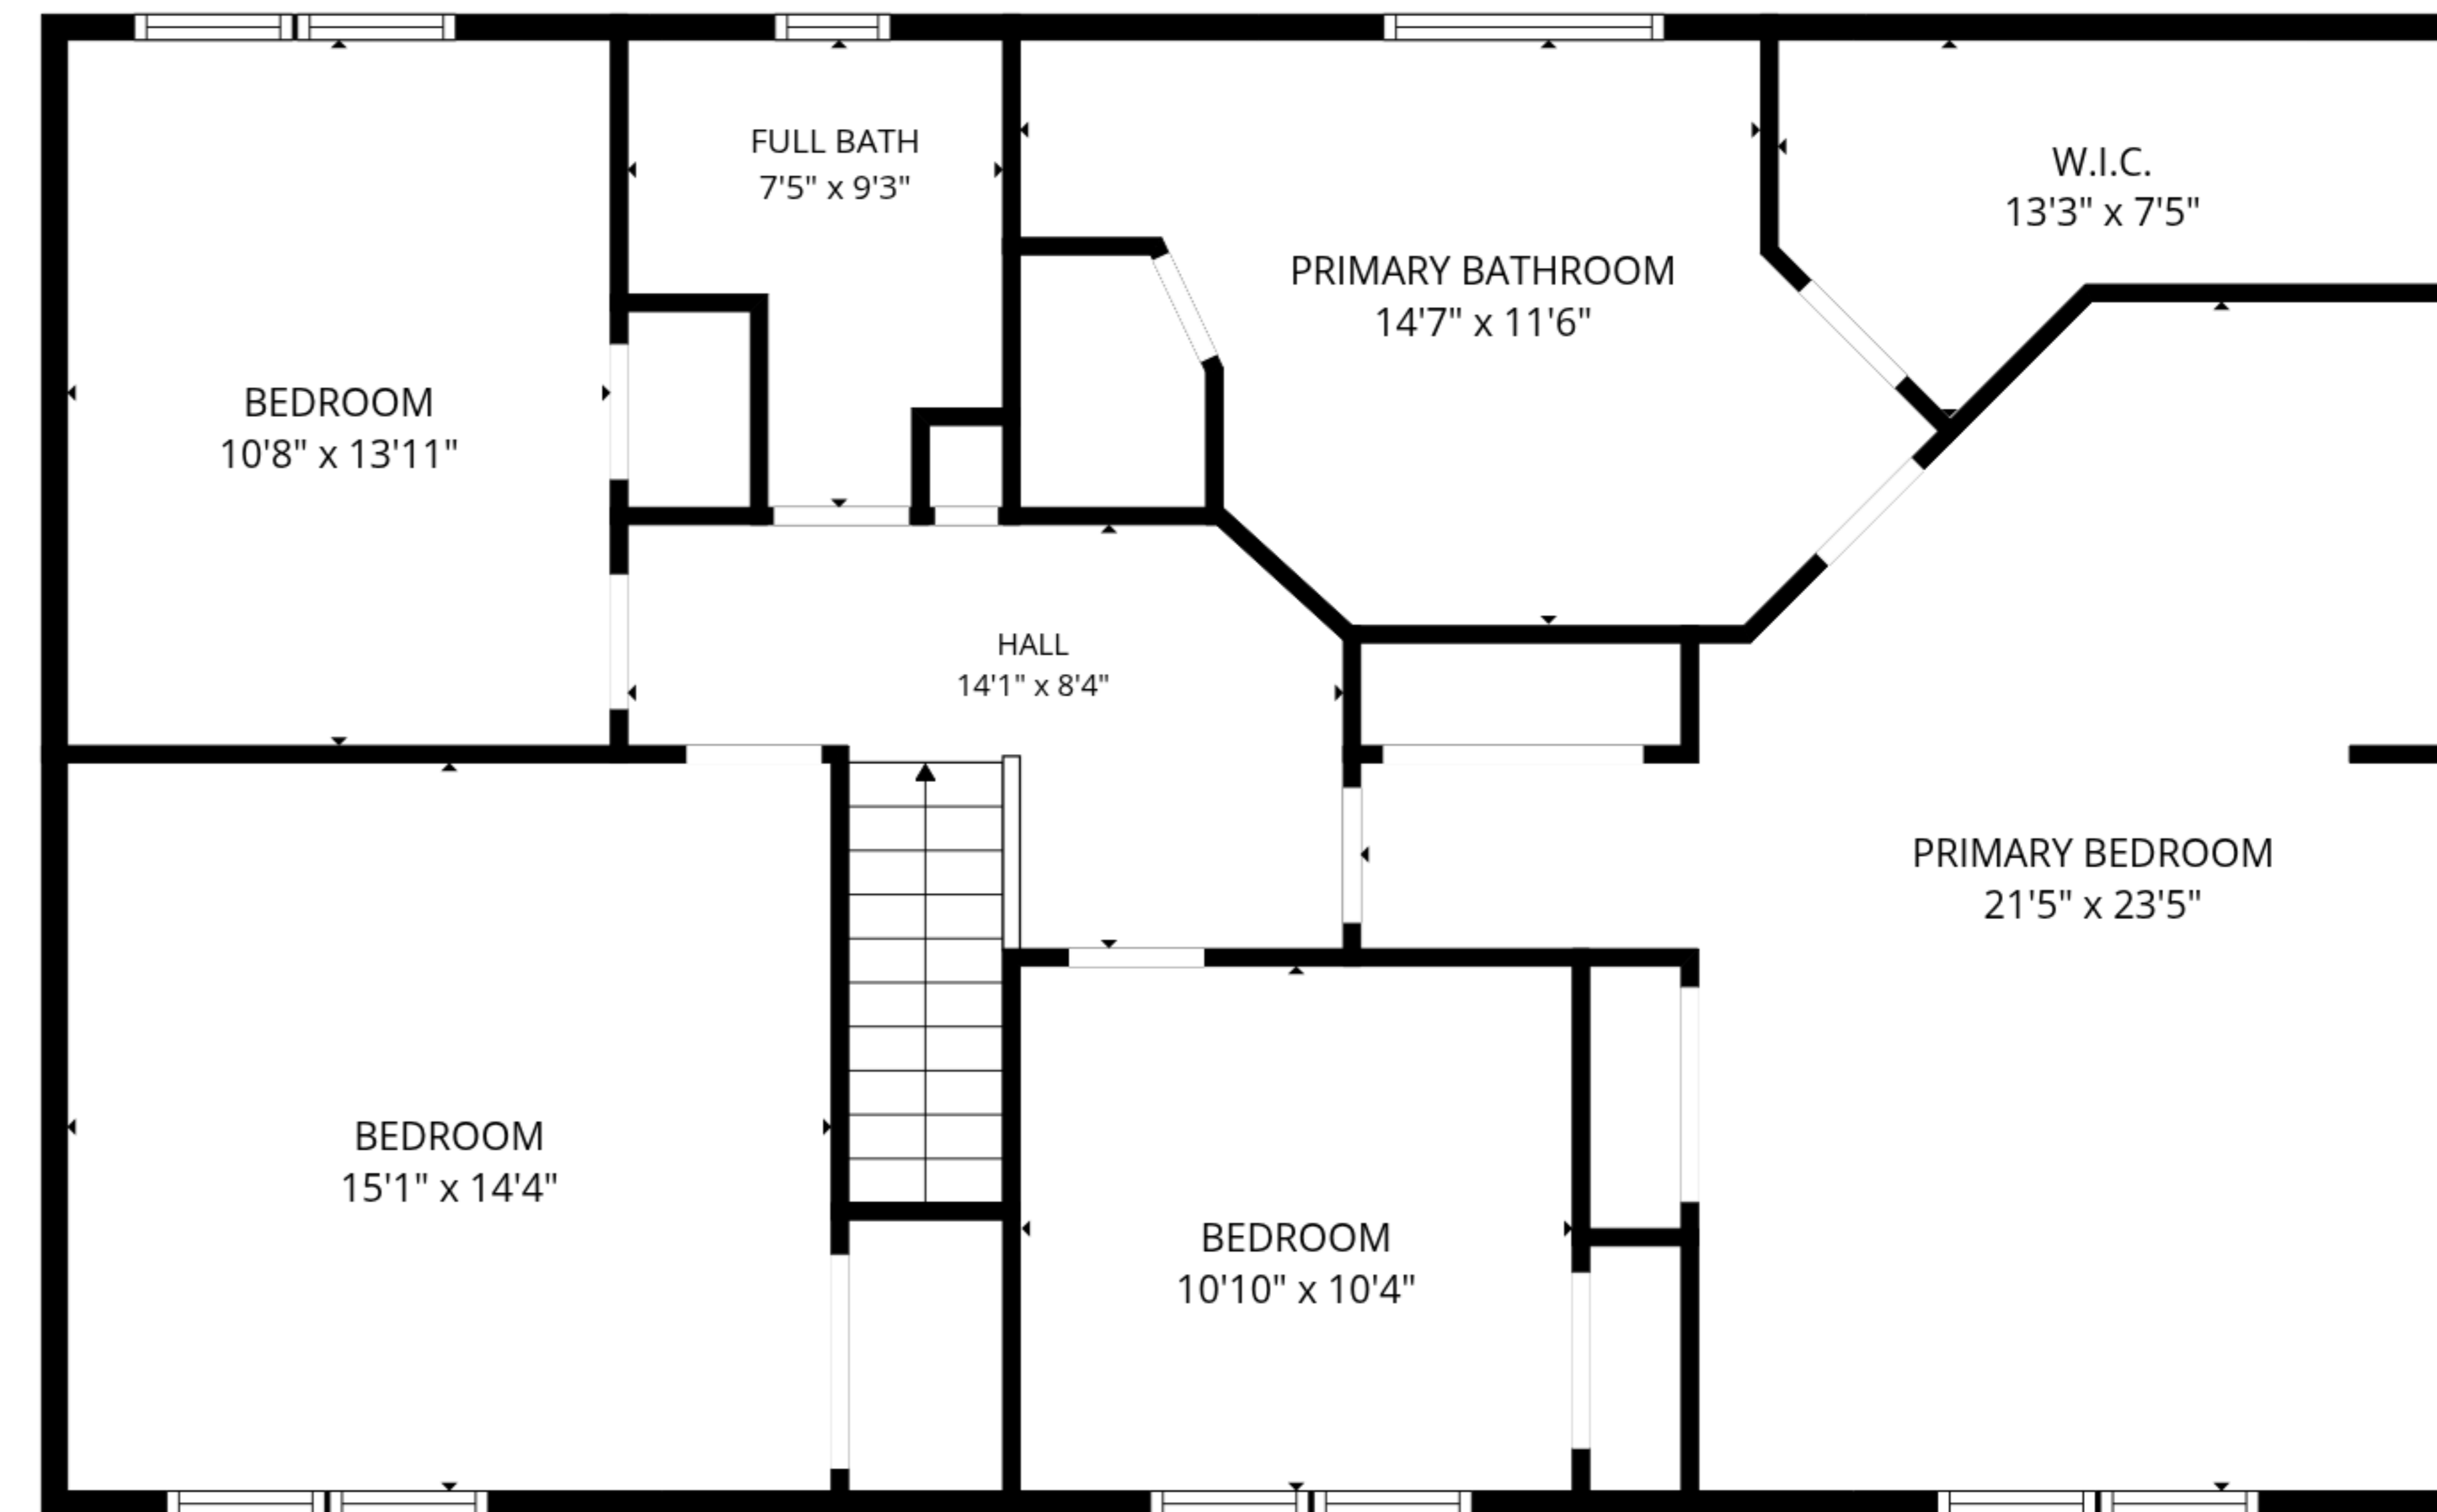 FULL BATH
7'5" x 9'3"
W.I.C.
13'3" x 7'5"
PRIMARY BATHROOM
14'7" x 11'6"
BEDROOM
10'8" x 13'11"
HALL
14'1" x 8'4"
PRIMARY BEDROOM
21'5" x 23'5"
BEDROOM
15'1" x 14'4"
BEDROOM
10'10" x 10'4"